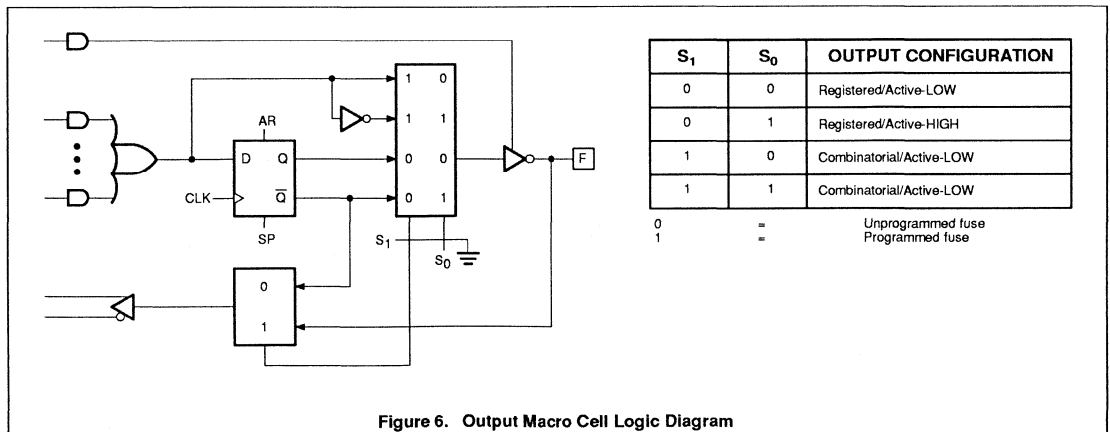 1 0
1 1
AR
D Q
0 0
F
CLK
Q
0 1
SP
S1
S0
0
1
S1 S0 OUTPUT CONFIGURATION
0 0 Registered/Active-LOW
0 1 Registered/Active-HIGH
1 0 Combinatorial/Active-LOW
1 1 Combinatorial/Active-LOW
0 = Unprogrammed fuse
1 = Programmed fuse
Figure 6. Output Macro Cell Logic Diagram